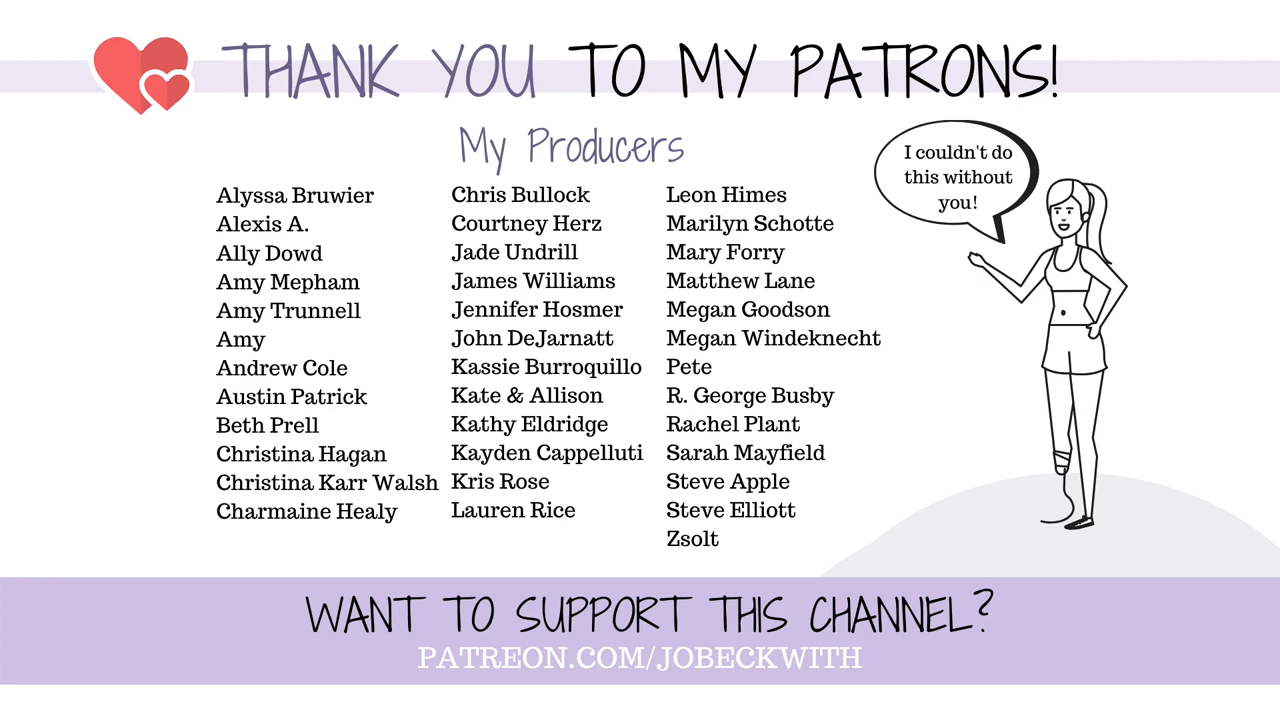 THANK YOU TO MY PATRONS!
My Producers
Alyssa Bruwier
Alexis A.
Ally Dowd
Amy Mepham
Amy Trunnell
Amy
Andrew Cole
Austin Patrick
Beth Prell
Christina Hagan
Christina Karr Walsh
Charmaine Healy
Chris Bullock
Courtney Herz
Jade Undrill
James Williams
Jennifer Hosmer
John DeJarnatt
Kassie Burroquillo
Kate & Allison
Kathy Eldridge
Kayden Cappelluti
Kris Rose
Lauren Rice
Leon Himes
Marilyn Schotte
Mary Forry
Matthew Lane
Megan Goodson
Megan Windeknecht
Pete
R. George Busby
Rachel Plant
Sarah Mayfield
Steve Apple
Steve Elliott
Zsolt
I couldn't do
this without
you!
WANT TO SUPPORT THIS CHANNEL?
PATREON.COM/JOBECKWITH